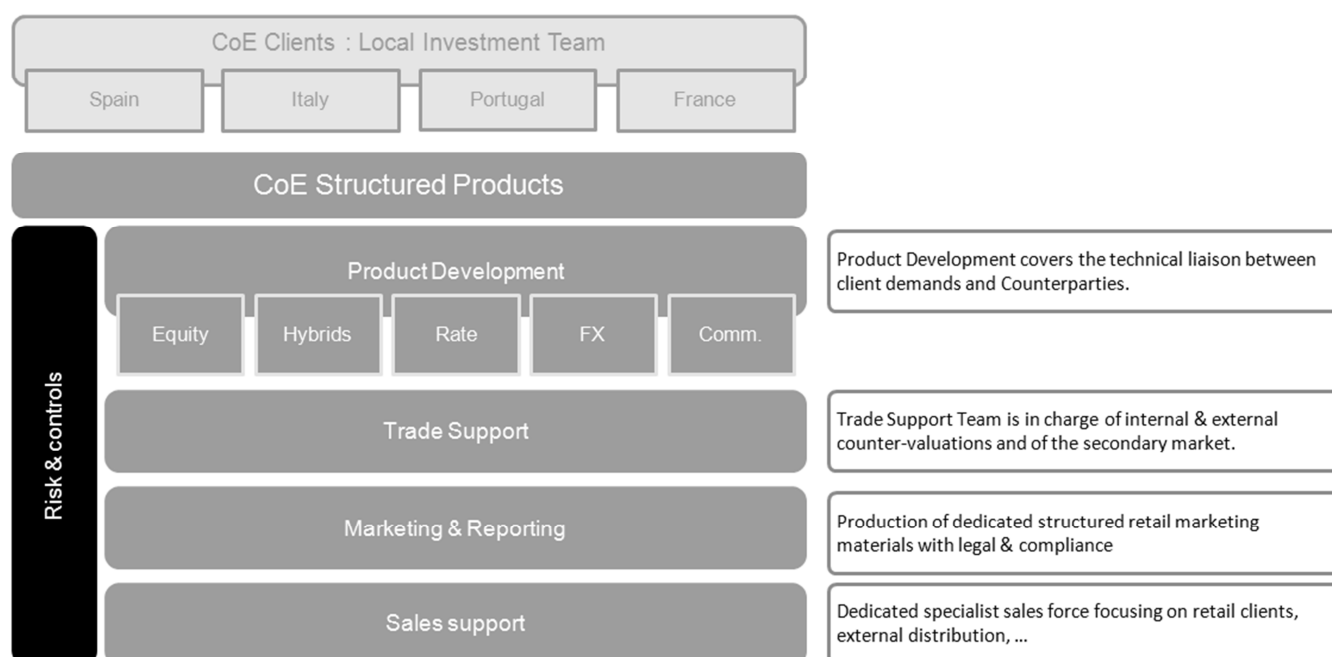 CoE Clients : Local Investment Team
Spain
Italy
Portugal
France
CoE Structured Products
Risk & controls
Product Development
Equity
Hybrids
Rate
FX
Comm.
Product Development covers the technical liaison between
client demands and Counterparties.
Trade Support
Trade Support Team is in charge of internal & external
counter-valuations and of the secondary market.
Marketing & Reporting
Production of dedicated structured retail marketing
materials with legal & compliance
Sales support
Dedicated specialist sales force focusing on retail clients,
external distribution, ...